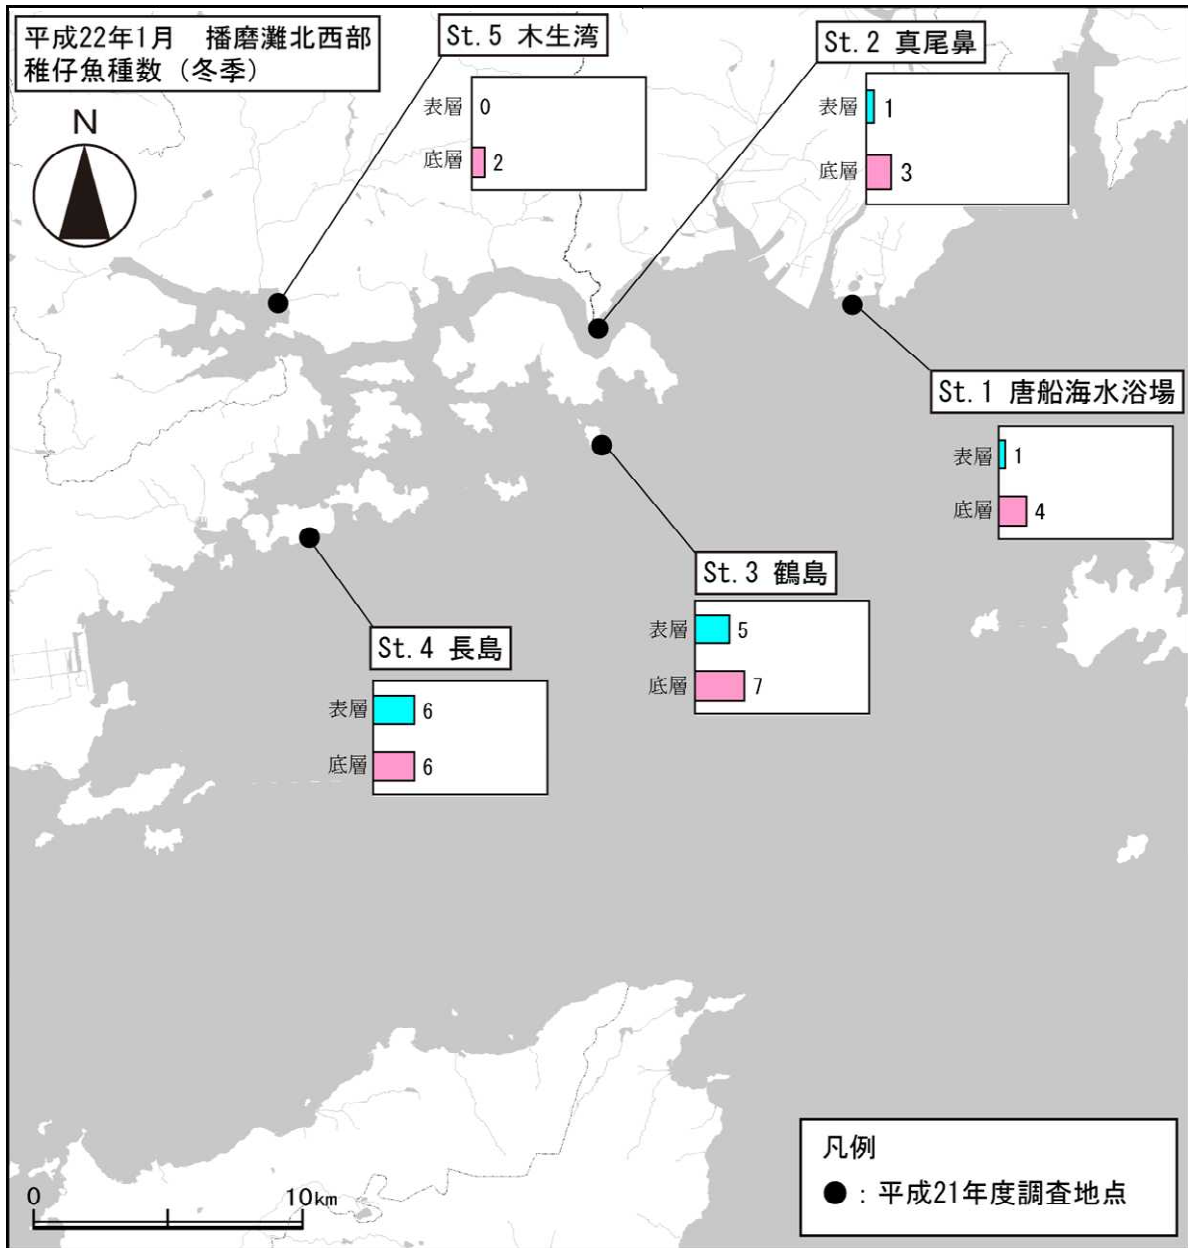 平成22年1月　播磨灘北西部
稚仔魚種数（冬季）
N
St.5 木生湾
表層 0
底層 2
St.2 真尾鼻
表層 1
底層 3
St.1 唐船海水浴場
表層 1
底層 4
St.3 鶴島
表層 5
底層 7
St.4 長島
表層 6
底層 6
凡例
●：平成21年度調査地点
0 10km